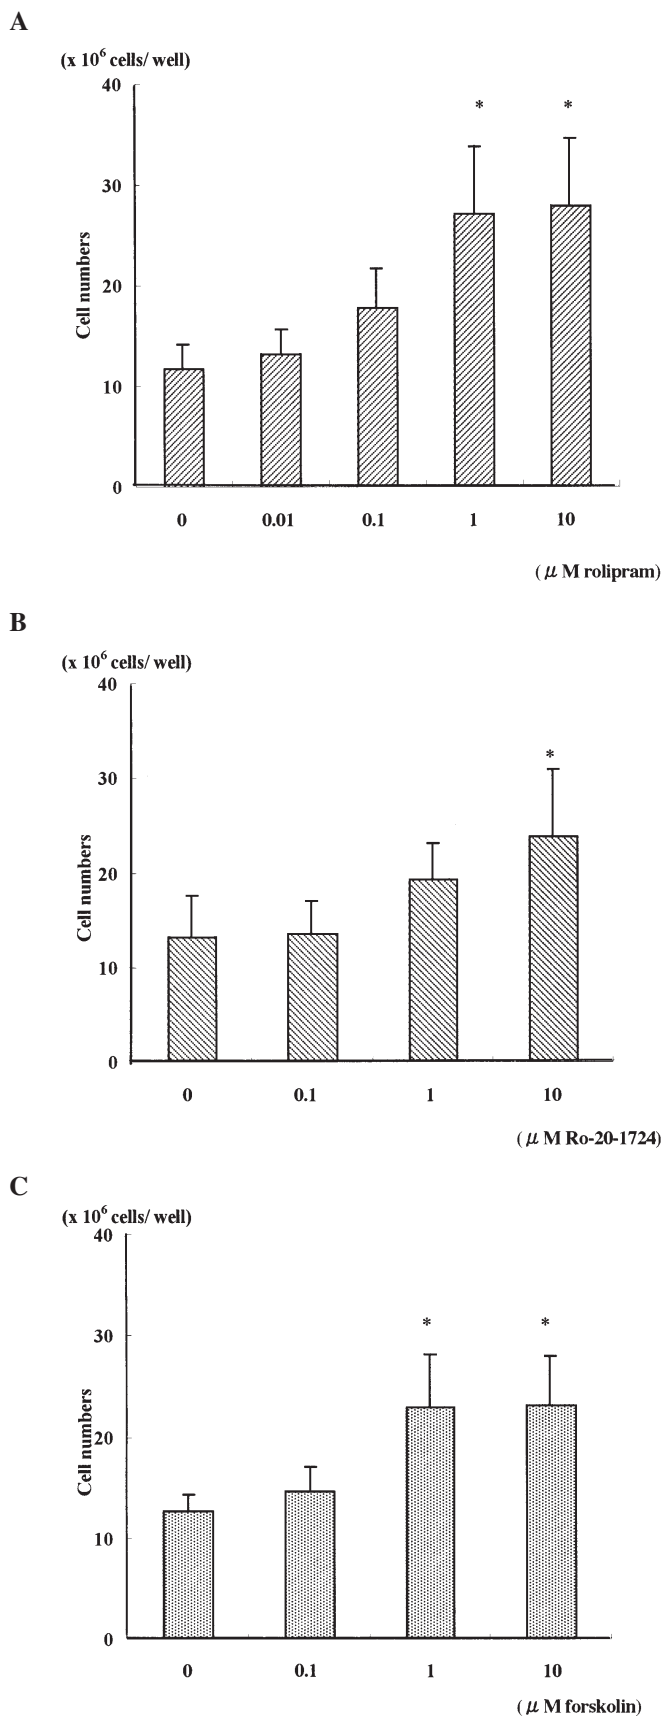 A
(x 10⁶ cells/ well)
40
* *
30
20
10
0
Cell numbers
0 0.01 0.1 1 10
( μ M rolipram)
B
(x 10⁶ cells/ well)
40
*
30
20
10
0
Cell numbers
0 0.1 1 10
( μ M Ro-20-1724)
C
(x 10⁶ cells/ well)
40
* *
30
20
10
0
Cell numbers
0 0.1 1 10
( μ M forskolin)